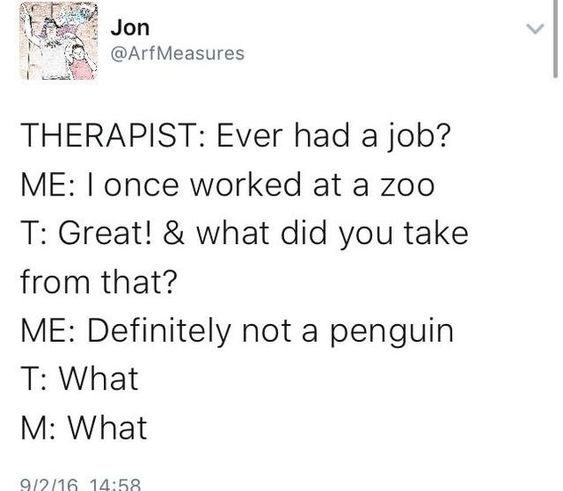 Jon
@ArfMeasures
THERAPIST: Ever had a job?
ME: I once worked at a zoo
T: Great! & what did you take
from that?
ME: Definitely not a penguin
T: What
M: What
9/2/16, 14:58